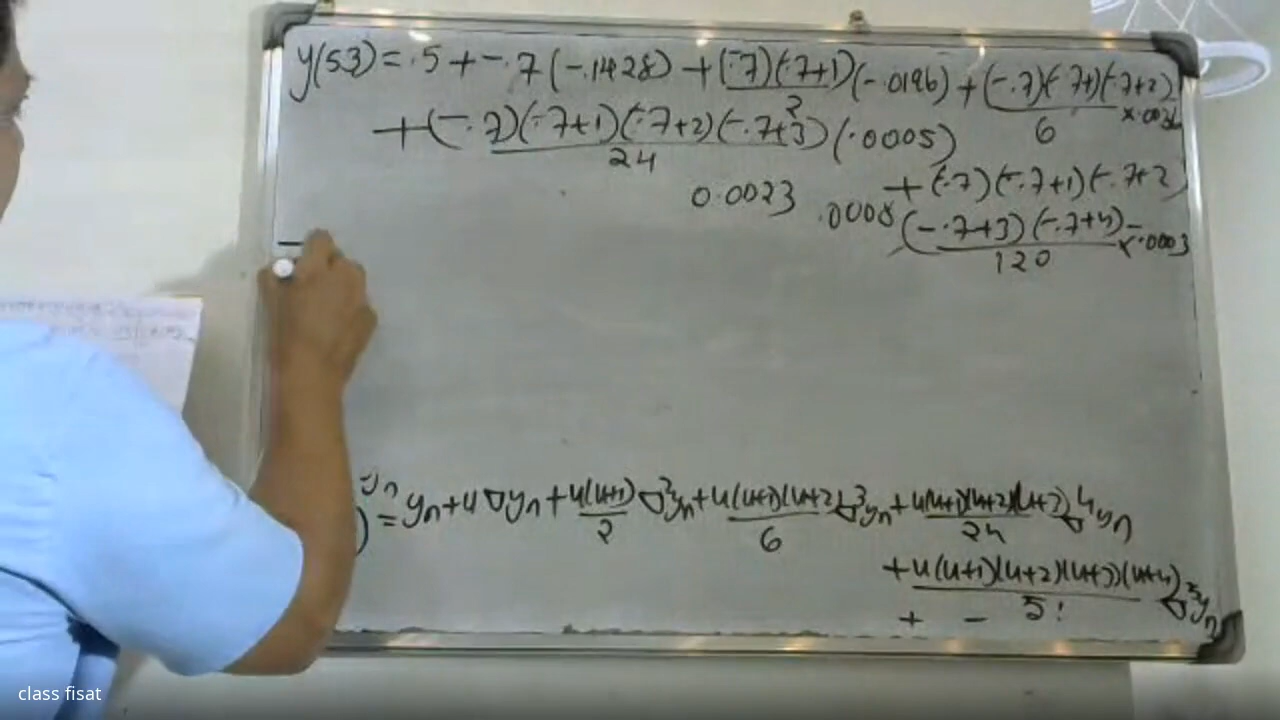 y(53) = .5 + -.7(-.1428) + (-.7)(-.7+1)/2 (-.0196) + (-.7)(-.7+1)(-.7+2)/6 ×.0036
+ (-.7)(-.7+1)(-.7+2)(-.7+3)/24 (.0005)
+ (-.7)(-.7+1)(-.7+2)
0.0023 .0008 (-.7+3)(-.7+4)/120 ×-.0003
yn
) = yn + u∇yn + u(u+1)/2 ∇²yn + u(u+1)(u+2)/6 ∇³yn + u(u+1)(u+2)(u+3)/24 ∇⁴yn
+ u(u+1)(u+2)(u+3)(u+4)/5! ∇⁵yn
+ -
class fisat